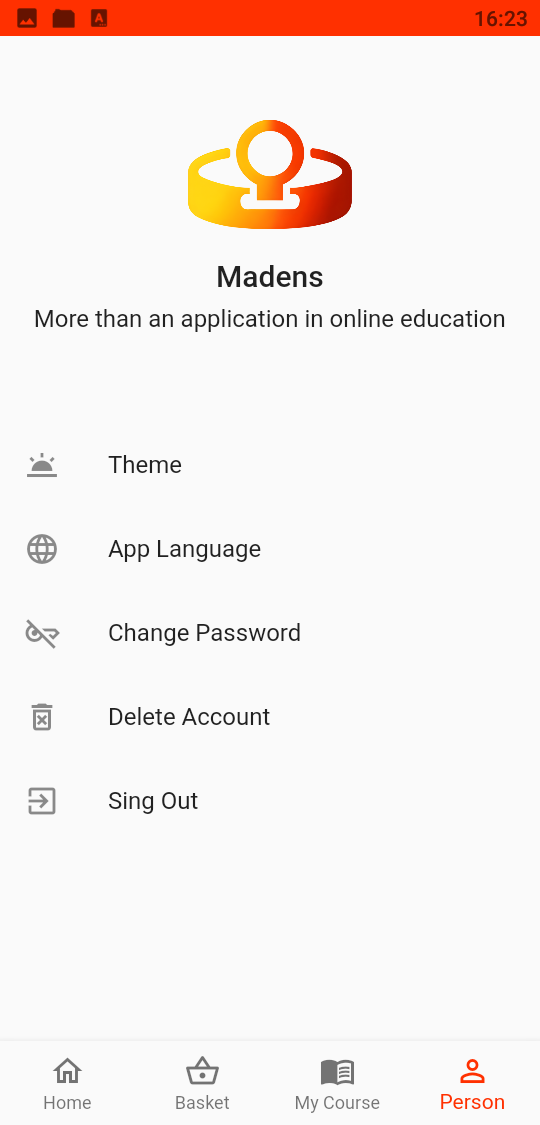 16:23
Madens
More than an application in online education
Theme
App Language
Change Password
Delete Account
Sing Out
Home
Basket
My Course
Person